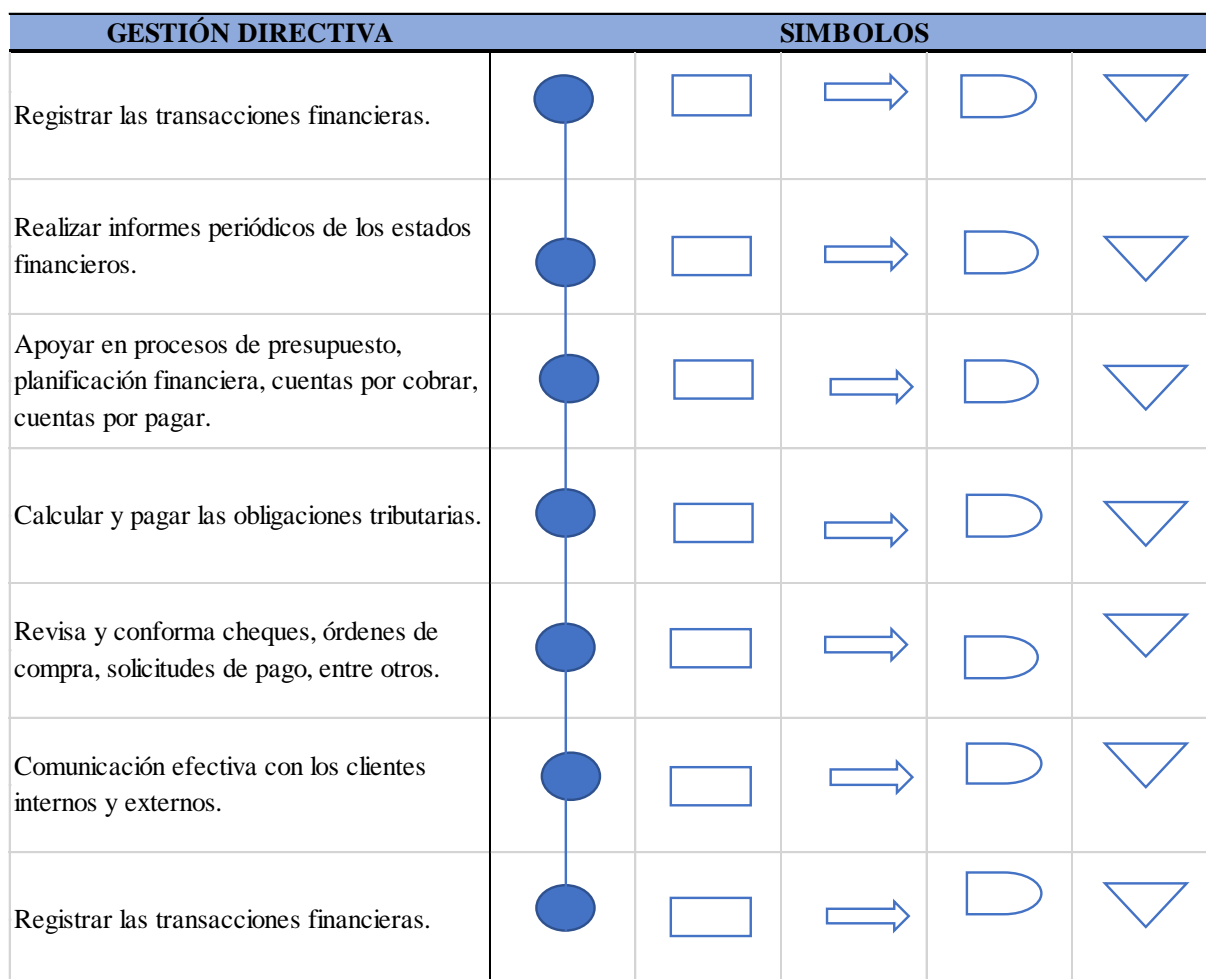 GESTIÓN DIRECTIVA SIMBOLOS
Registrar las transacciones financieras.
Realizar informes periódicos de los estados
financieros.
Apoyar en procesos de presupuesto,
planificación financiera, cuentas por cobrar,
cuentas por pagar.
Calcular y pagar las obligaciones tributarias.
Revisa y conforma cheques, órdenes de
compra, solicitudes de pago, entre otros.
Comunicación efectiva con los clientes
internos y externos.
Registrar las transacciones financieras.